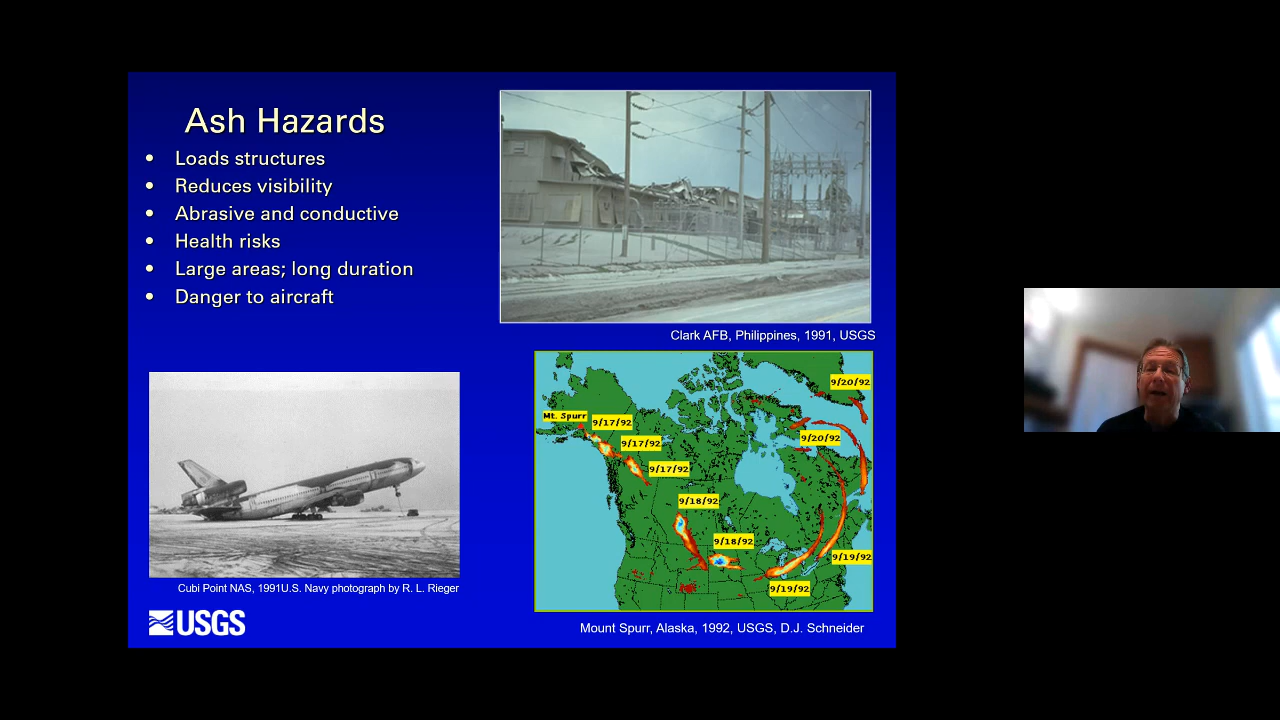 Ash Hazards
• Loads structures
• Reduces visibility
• Abrasive and conductive
• Health risks
• Large areas; long duration
• Danger to aircraft
Clark AFB, Philippines, 1991, USGS
9/20/92
Mt. Spurr
9/17/92
9/20/92
9/17/92
9/17/92
9/18/92
9/18/92
9/19/92
9/19/92
Cubi Point NAS, 1991U.S. Navy photograph by R. L. Rieger
USGS
Mount Spurr, Alaska, 1992, USGS, D.J. Schneider